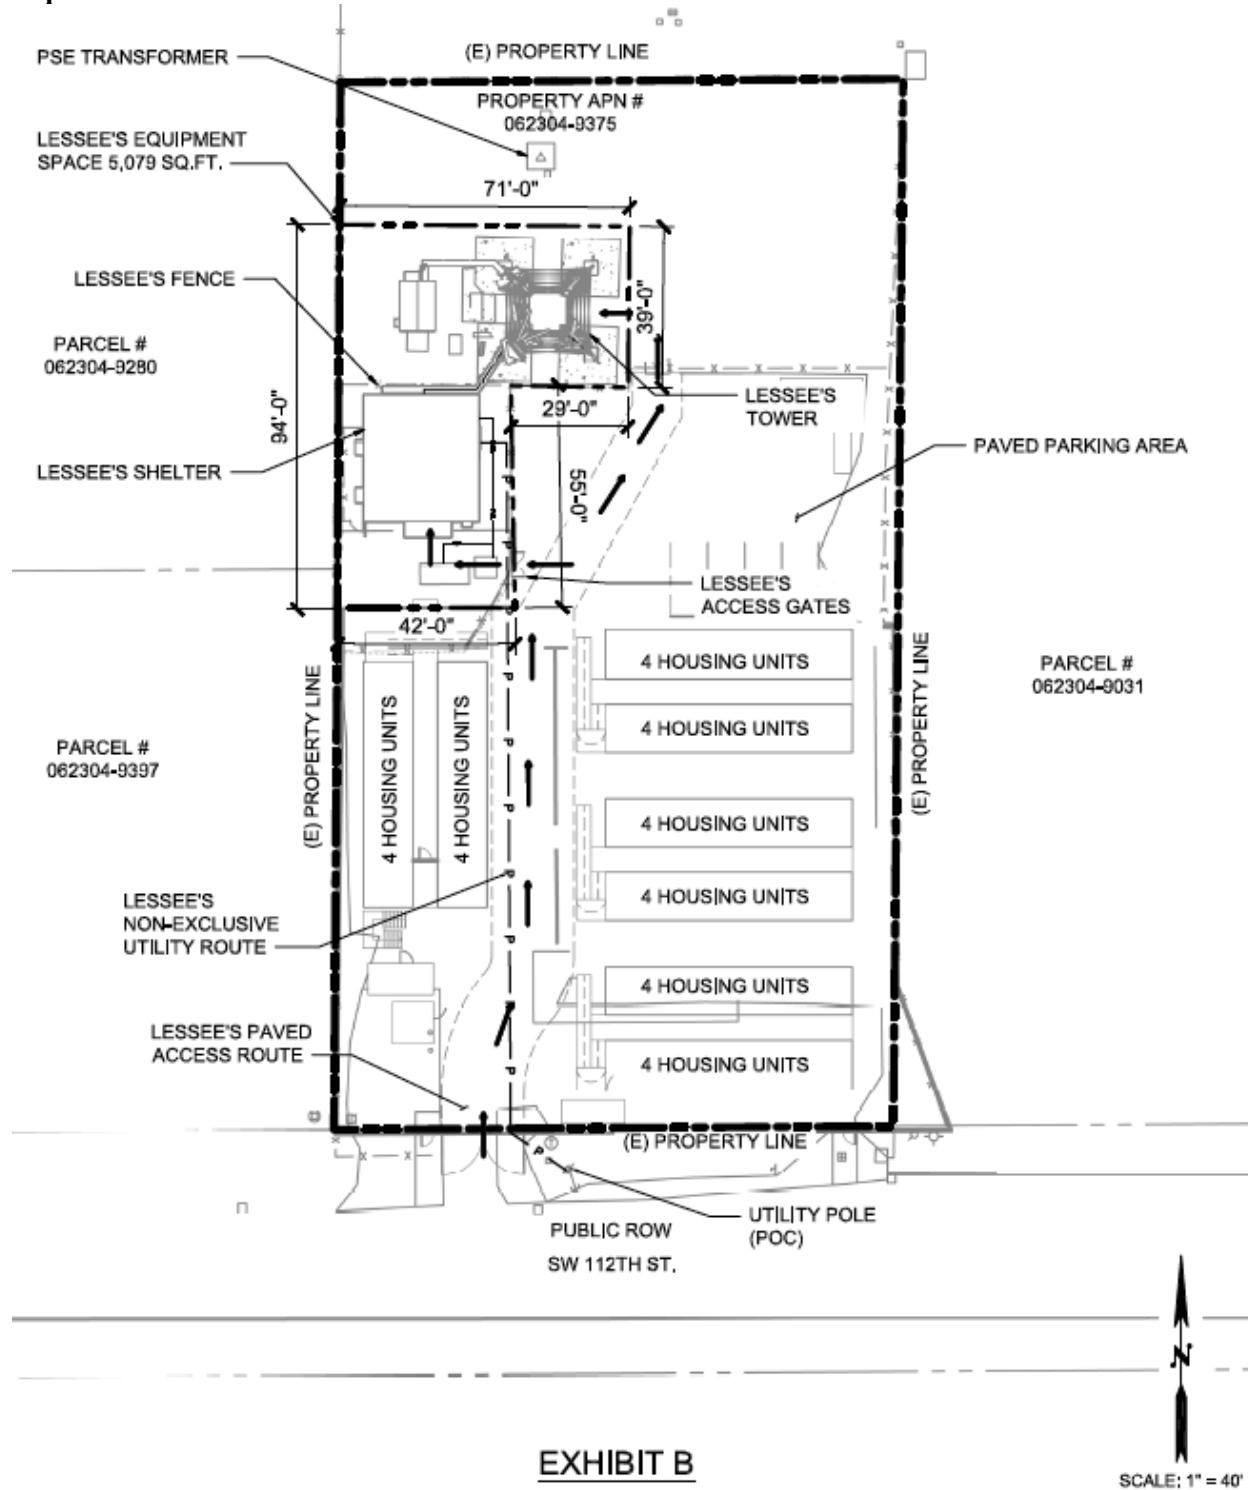 PSE TRANSFORMER
(E) PROPERTY LINE
PROPERTY APN #
062304-9375
LESSEE'S EQUIPMENT
SPACE 5,079 SQ.FT.
71'-0"
LESSEE'S FENCE
39'-0"
PARCEL #
062304-9280
94'-0"
29'-0"
LESSEE'S
TOWER
PAVED PARKING AREA
LESSEE'S SHELTER
55'-0"
P
P
LESSEE'S
ACCESS GATES
P
42'-0"
4 HOUSING UNITS
PARCEL #
062304-9031
P
4 HOUSING UNITS
P
PARCEL #
062304-9397
(E) PROPERTY LINE
4 HOUSING UNITS
4 HOUSING UNITS
(E) PROPERTY LINE
P
4 HOUSING UNITS
P
4 HOUSING UNITS
LESSEE'S
NON-EXCLUSIVE
UTILITY ROUTE
P
4 HOUSING UNITS
P
LESSEE'S PAVED
ACCESS ROUTE
P
4 HOUSING UNITS
(E) PROPERTY LINE
P
UTILITY POLE
(POC)
PUBLIC ROW
SW 112TH ST.
N
EXHIBIT B
SCALE: 1" = 40'